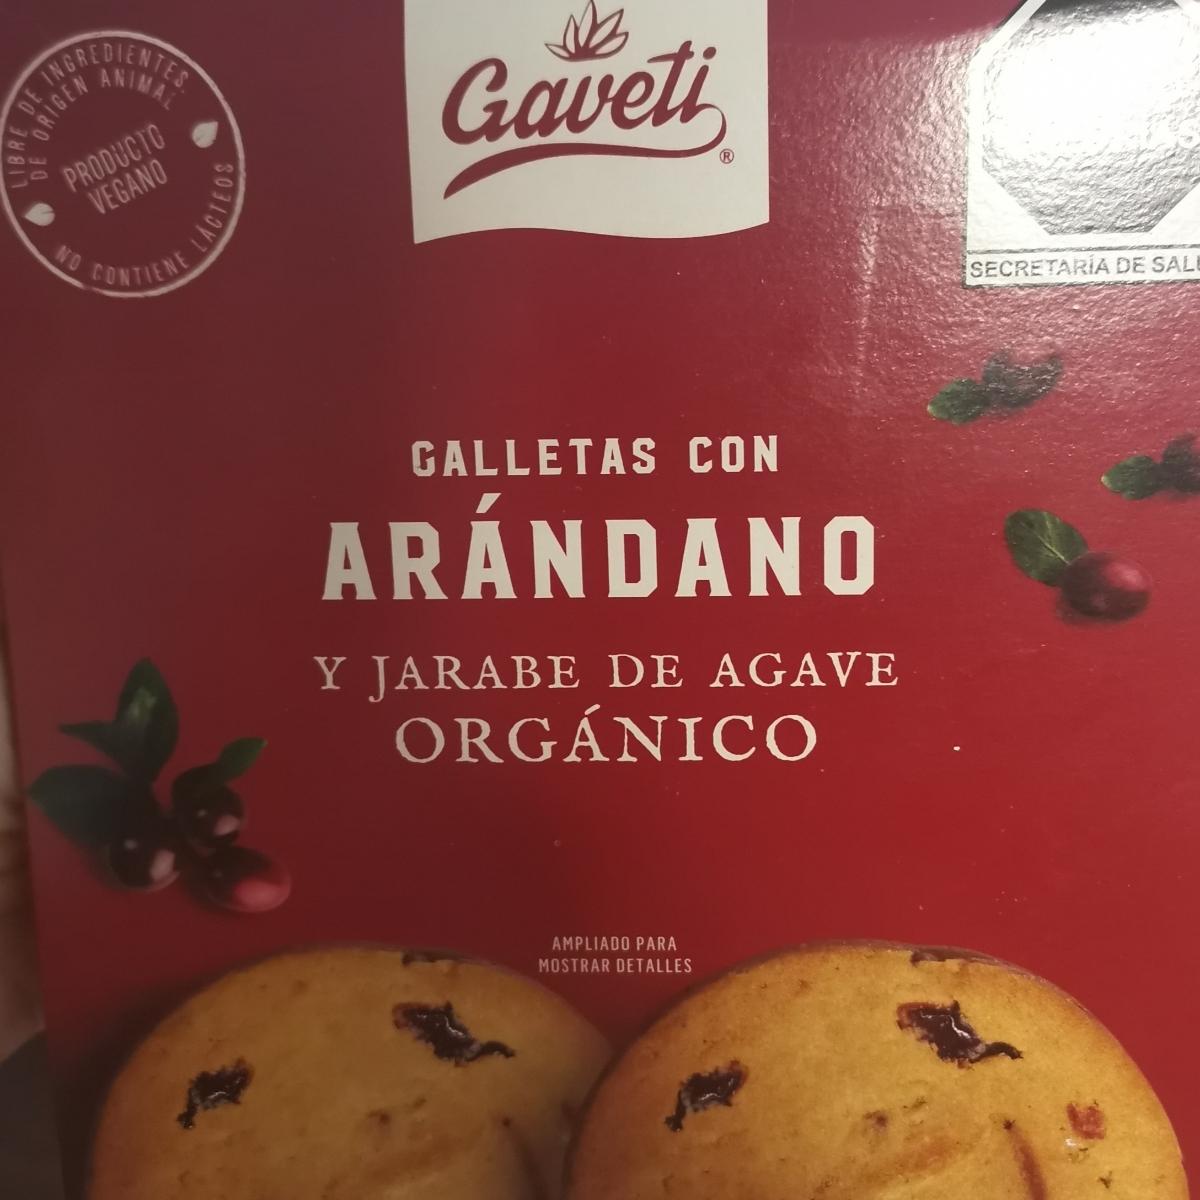 LIBRE DE INGREDIENTES
DE ORIGEN ANIMAL
PRODUCTO
VEGANO
NO CONTIENE LÁCTEOS
Gaveti
®
SECRETARÍA DE
GALLETAS CON
ARÁNDANO
Y JARABE DE AGAVE
ORGÁNICO
AMPLIADO PARA
MOSTRAR DETALLES